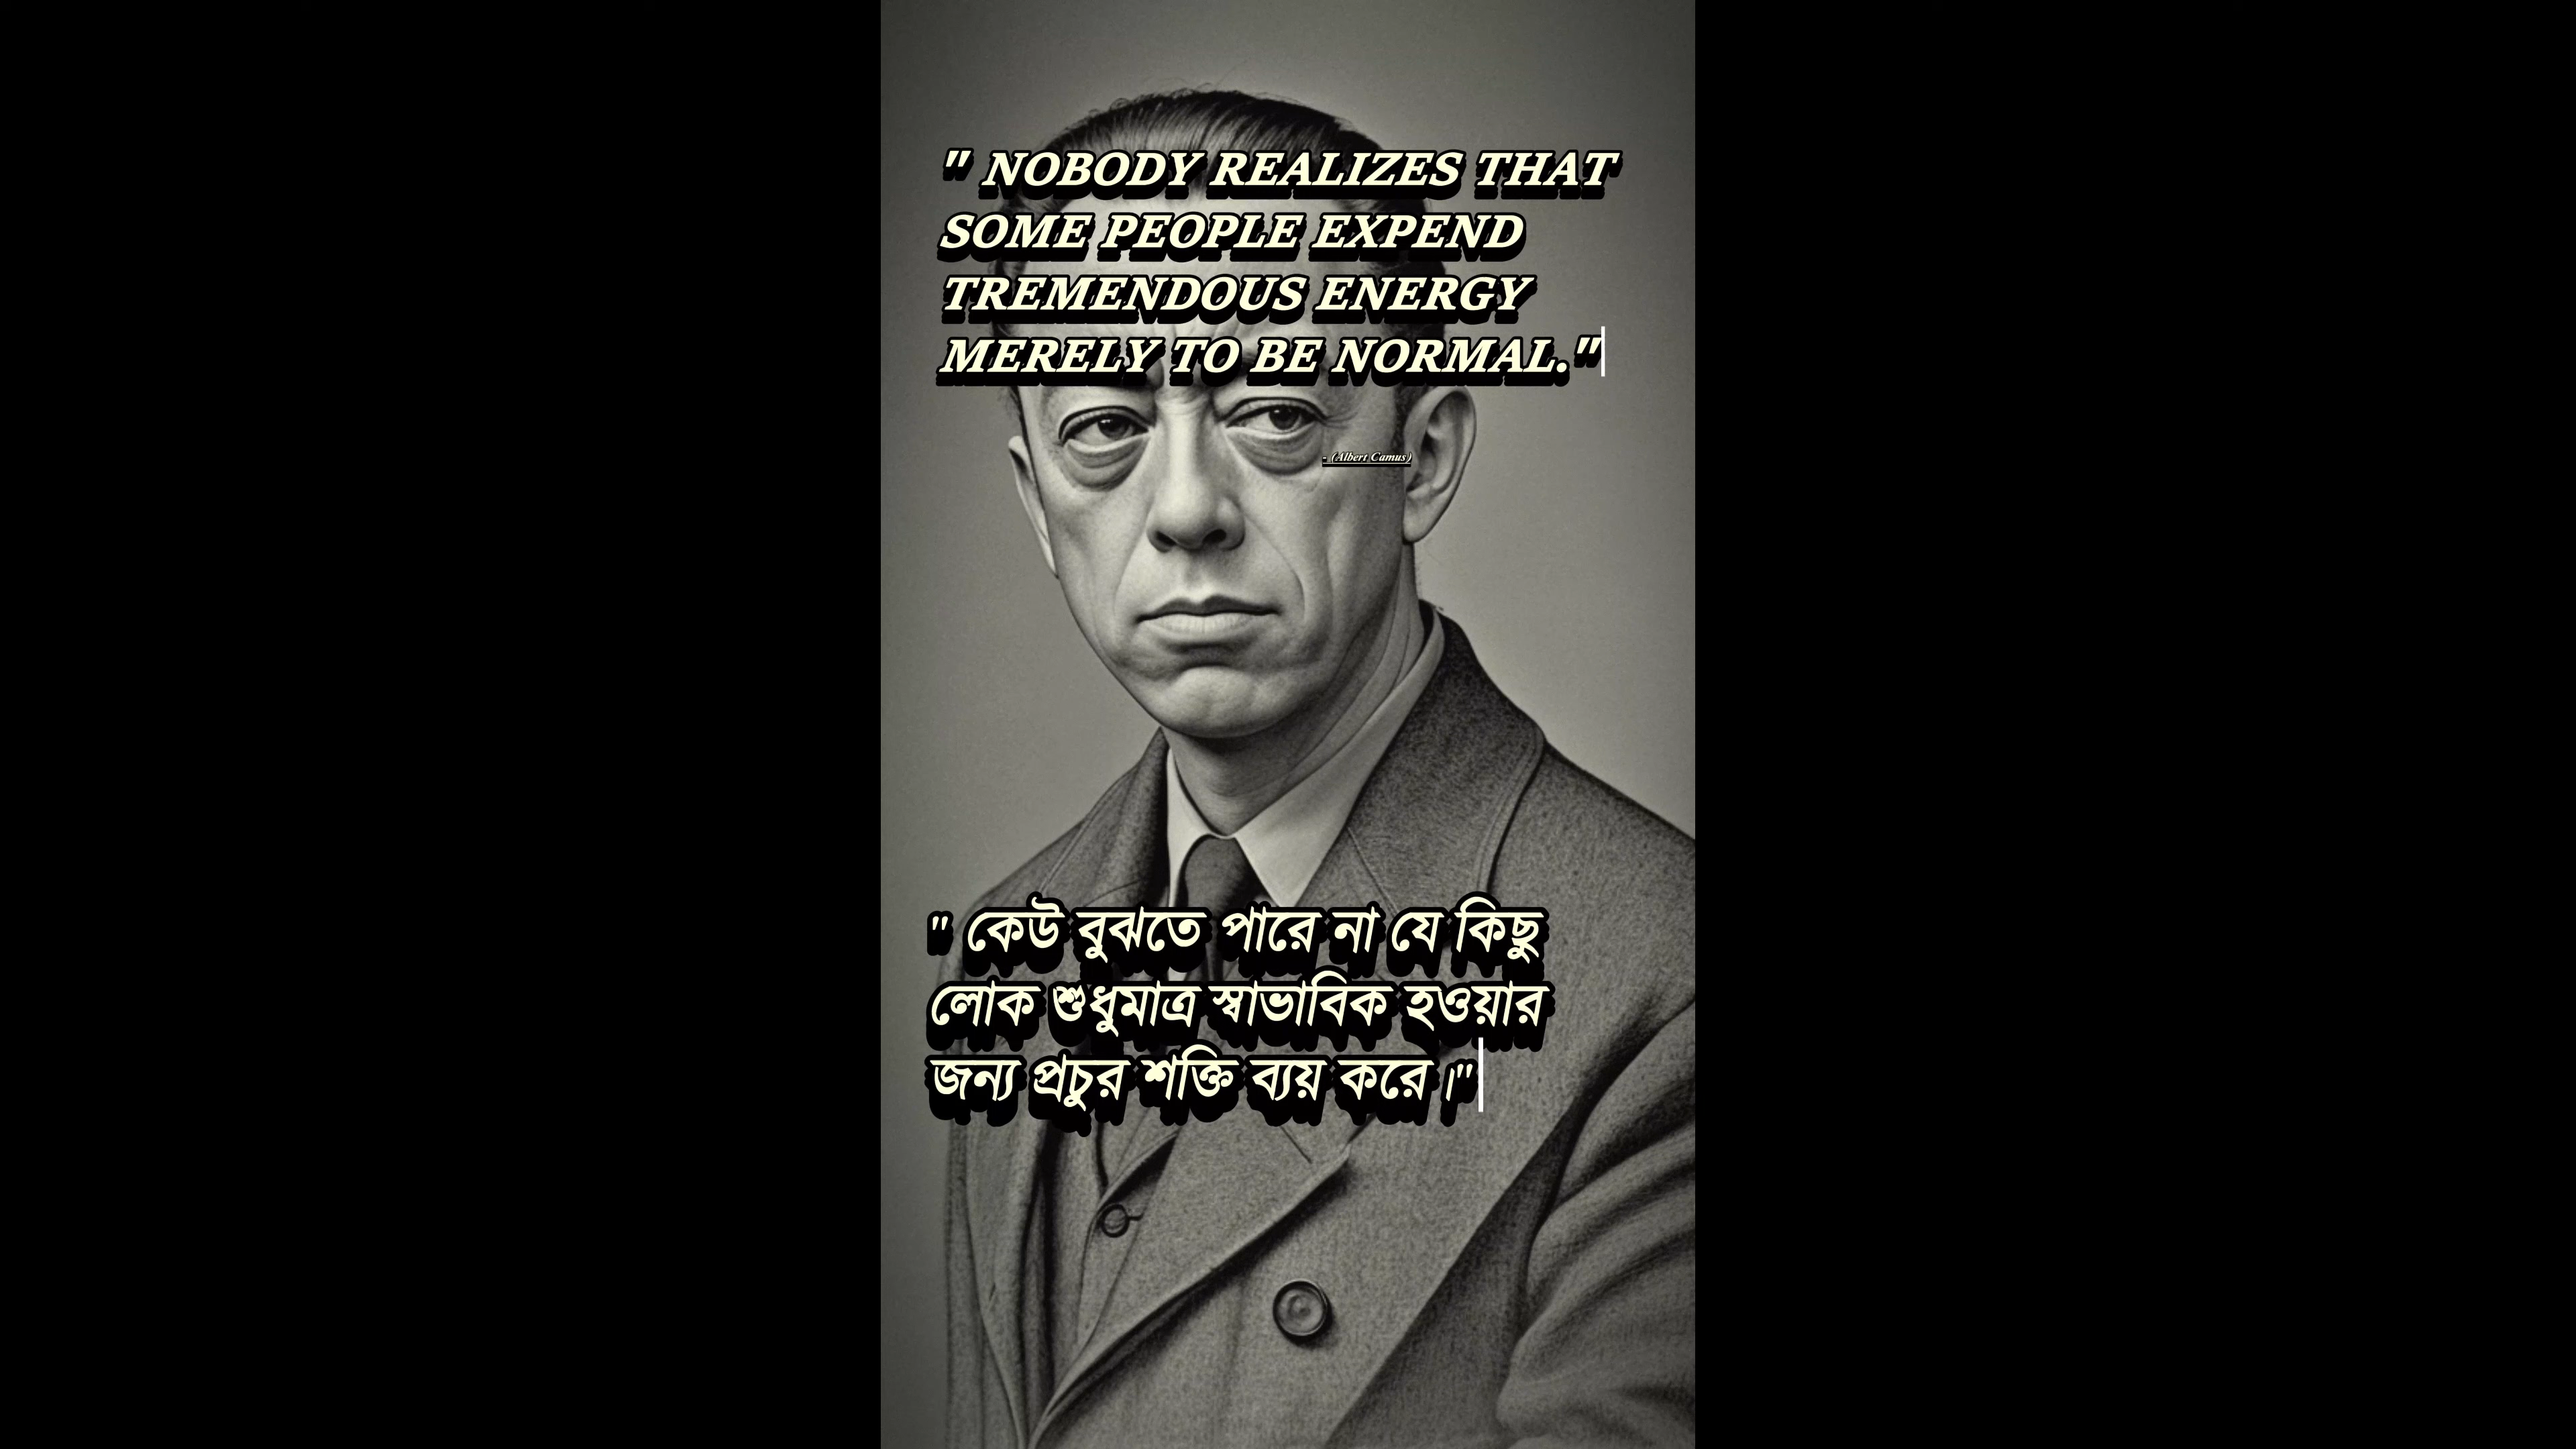 " NOBODY REALIZES THAT
SOME PEOPLE EXPEND
TREMENDOUS ENERGY
MERELY TO BE NORMAL."
- (Albert Camus)
" কেউ বুঝতে পারে না যে কিছু
লোক শুধুমাত্র স্বাভাবিক হওয়ার
জন্য প্রচুর শক্তি ব্যয় করে।"